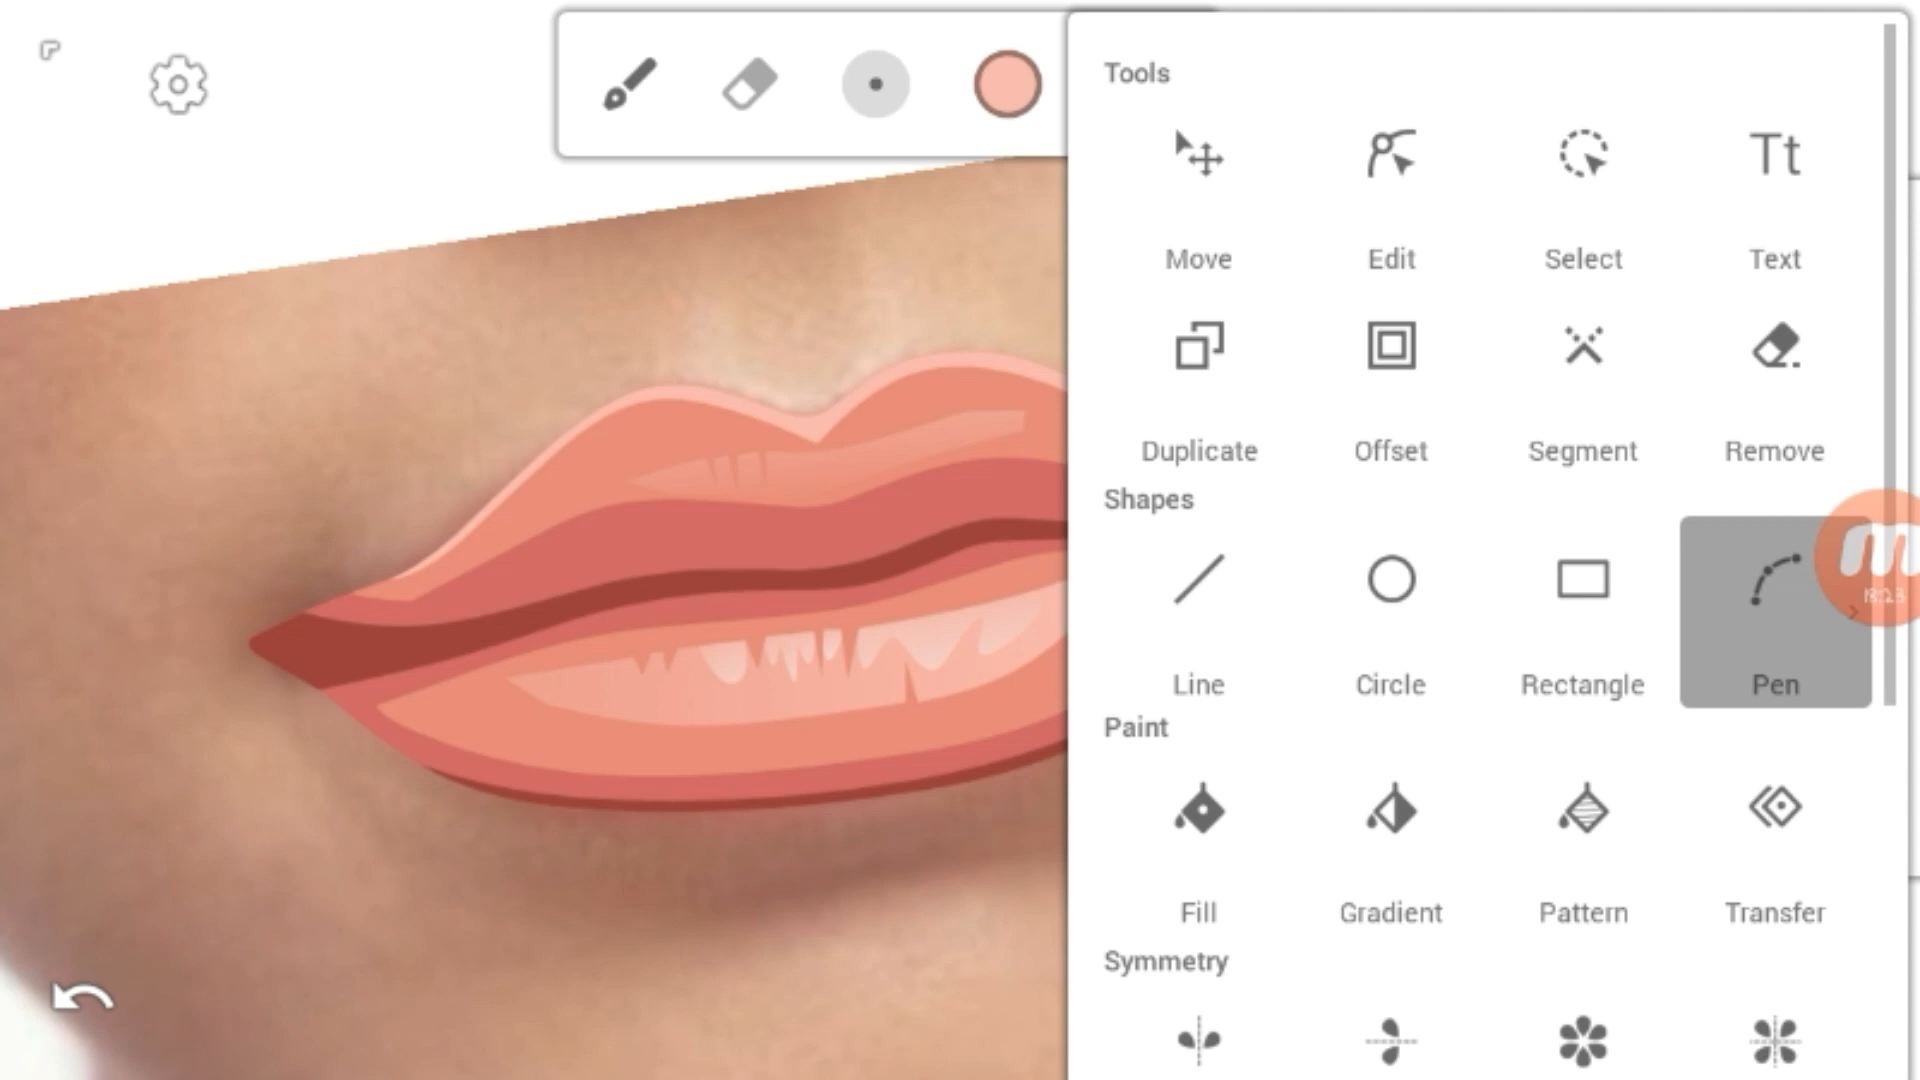 Tools
Move Edit Select Text
Duplicate Offset Segment Remove
Shapes
Line Circle Rectangle Pen
Paint
Fill Gradient Pattern Transfer
Symmetry